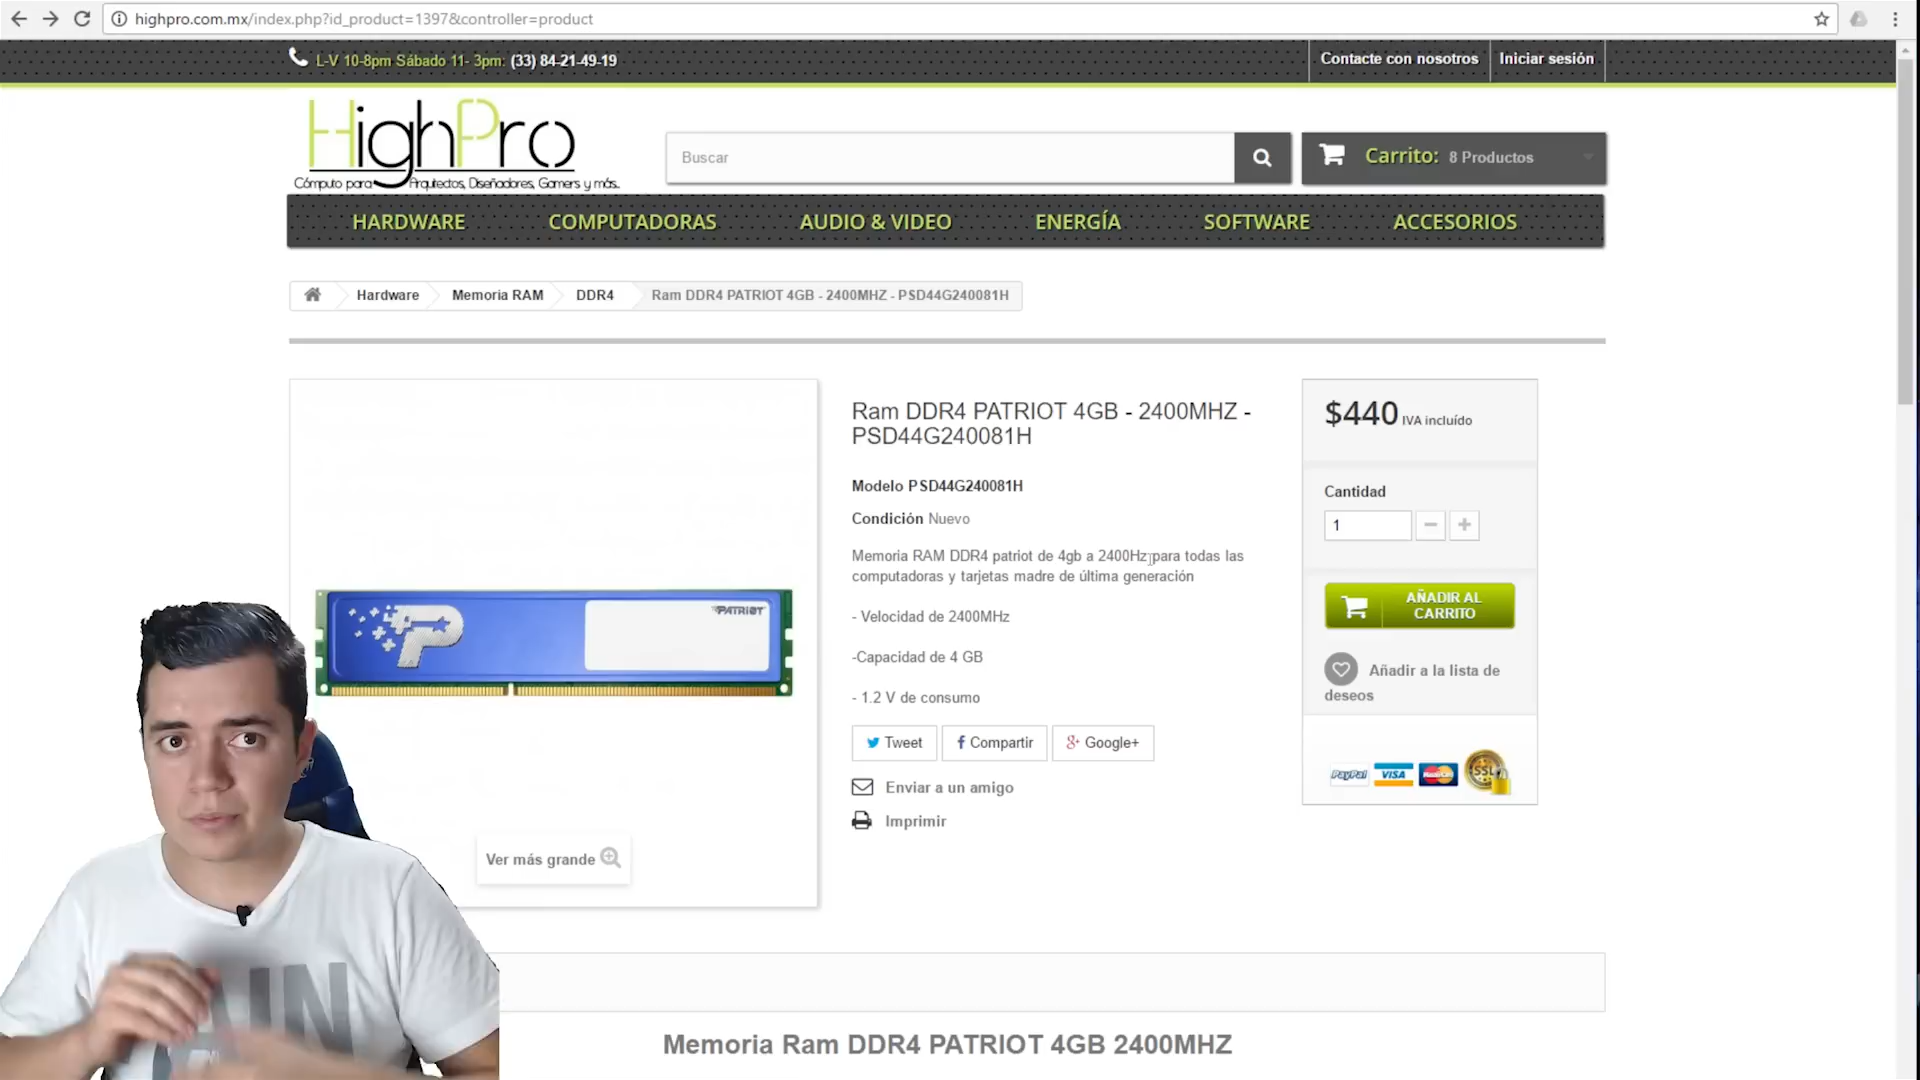 highpro.com.mx/index.php?id_product=1397&controller=product
L-V 10-8pm Sábado 11- 3pm: (33) 84-21-49-19
Contacte con nosotros
Iniciar sesión
HighPro
Cómputo para Arquitectos, Diseñadores, Gamers y más..
Buscar
Carrito: 8 Productos
HARDWARE
COMPUTADORAS
AUDIO & VIDEO
ENERGÍA
SOFTWARE
ACCESORIOS
Hardware
Memoria RAM
DDR4
Ram DDR4 PATRIOT 4GB - 2400MHZ - PSD44G240081H
PATRIOT
Ver más grande
Ram DDR4 PATRIOT 4GB - 2400MHZ -
PSD44G240081H
Modelo PSD44G240081H
Condición Nuevo
Memoria RAM DDR4 patriot de 4gb a 2400Hz para todas las
computadoras y tarjetas madre de última generación
- Velocidad de 2400MHz
-Capacidad de 4 GB
- 1.2 V de consumo
Tweet
Compartir
Google+
Enviar a un amigo
Imprimir
$440 IVA incluído
Cantidad
1
AÑADIR AL
CARRITO
Añadir a la lista de
deseos
PayPal
VISA
MasterCard
SSL
AIN
Memoria Ram DDR4 PATRIOT 4GB 2400MHZ